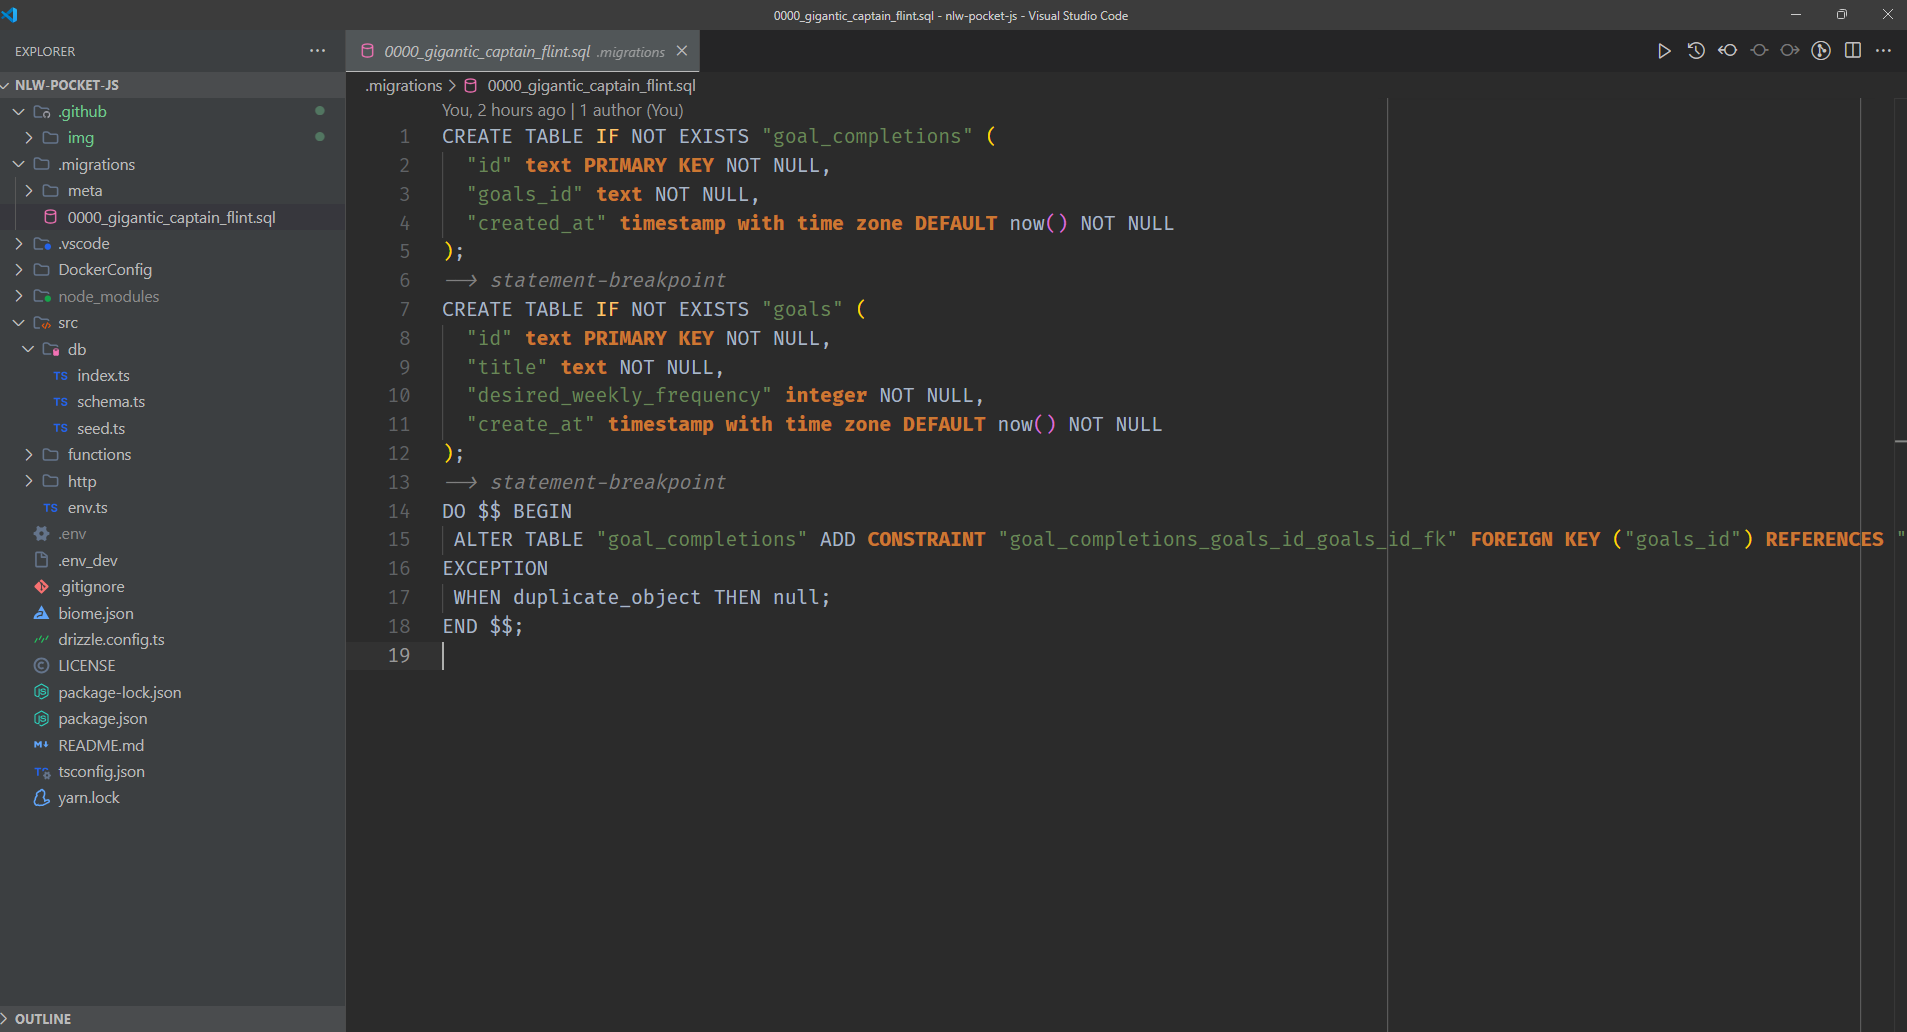 0000_gigantic_captain_flint.sql - nlw-pocket-js - Visual Studio Code
EXPLORER
NLW-POCKET-JS
.github
img
.migrations
meta
0000_gigantic_captain_flint.sql
.vscode
DockerConfig
node_modules
src
db
TS index.ts
TS schema.ts
TS seed.ts
functions
http
TS env.ts
.env
.env_dev
.gitignore
biome.json
drizzle.config.ts
LICENSE
package-lock.json
package.json
README.md
tsconfig.json
yarn.lock
OUTLINE
0000_gigantic_captain_flint.sql .migrations
.migrations > 0000_gigantic_captain_flint.sql
You, 2 hours ago | 1 author (You)
1 CREATE TABLE IF NOT EXISTS "goal_completions" (
2 "id" text PRIMARY KEY NOT NULL,
3 "goals_id" text NOT NULL,
4 "created_at" timestamp with time zone DEFAULT now() NOT NULL
5 );
6 --> statement-breakpoint
7 CREATE TABLE IF NOT EXISTS "goals" (
8 "id" text PRIMARY KEY NOT NULL,
9 "title" text NOT NULL,
10 "desired_weekly_frequency" integer NOT NULL,
11 "create_at" timestamp with time zone DEFAULT now() NOT NULL
12 );
13 --> statement-breakpoint
14 DO $$ BEGIN
15 ALTER TABLE "goal_completions" ADD CONSTRAINT "goal_completions_goals_id_goals_id_fk" FOREIGN KEY ("goals_id") REFERENCES "
16 EXCEPTION
17 WHEN duplicate_object THEN null;
18 END $$;
19